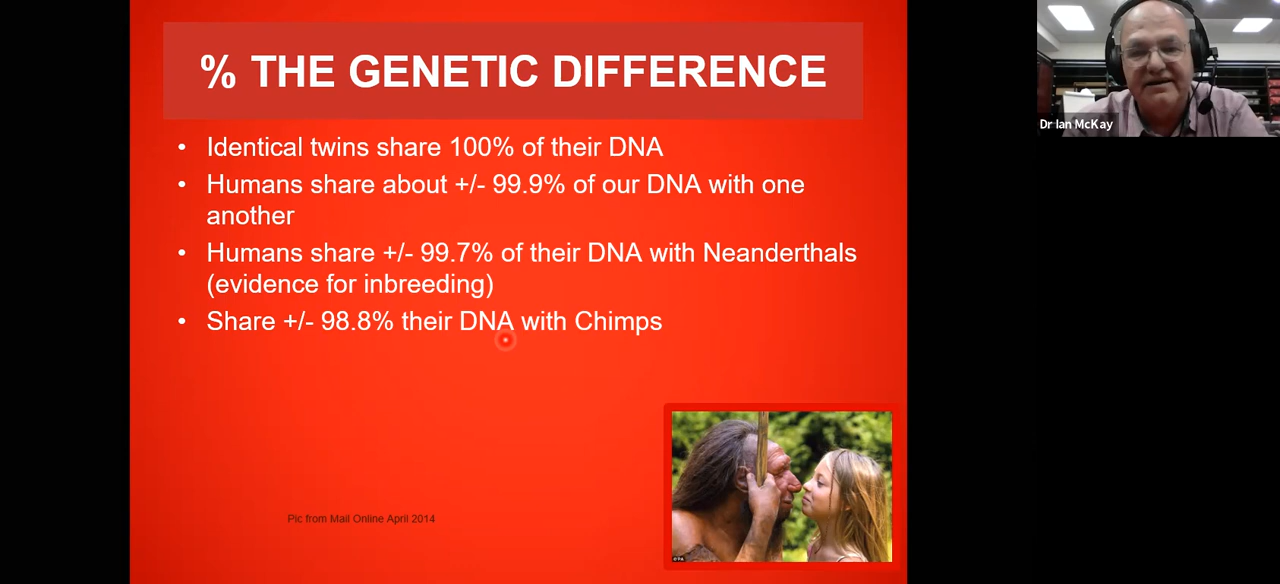 % THE GENETIC DIFFERENCE
• Identical twins share 100% of their DNA
• Humans share about +/- 99.9% of our DNA with one
another
• Humans share +/- 99.7% of their DNA with Neanderthals
(evidence for inbreeding)
• Share +/- 98.8% their DNA with Chimps
Pic from Mail Online April 2014
Dr Ian McKay